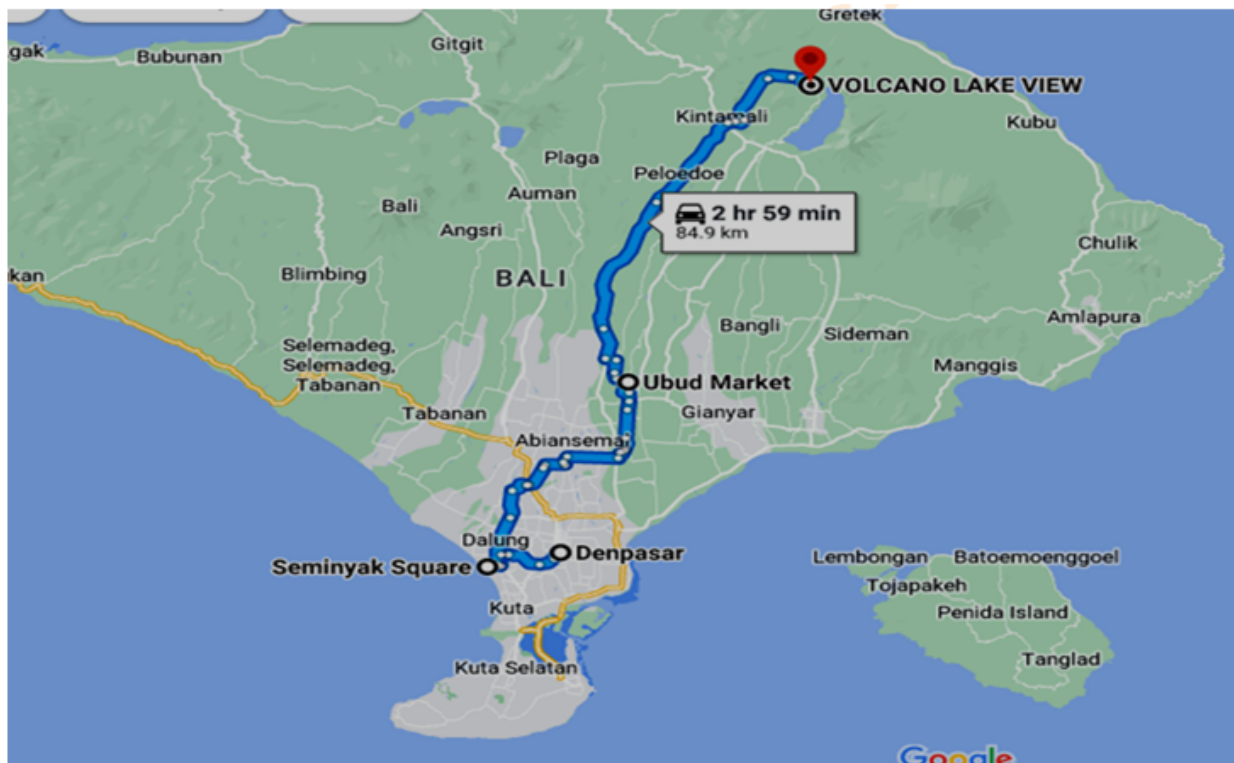 Gretek
Gitgit
gak
Bubunan
VOLCANO LAKE VIEW
Kubu
Kintamali
Plaga
Peloedoe
Auman
Bali
2 hr 59 min
84.9 km
Angsri
Chulik
kan
Blimbing
BALI
Amlapura
Bangli
Sideman
Selemadeg,
Selemadeg,
Tabanan
Manggis
Ubud Market
Tabanan
Gianyar
Abiansemal
Dalung
Denpasar
Seminyak Square
Lembongan
Batoemoenggoel
Tojapakeh
Kuta
Penida Island
Tanglad
Kuta Selatan
Google